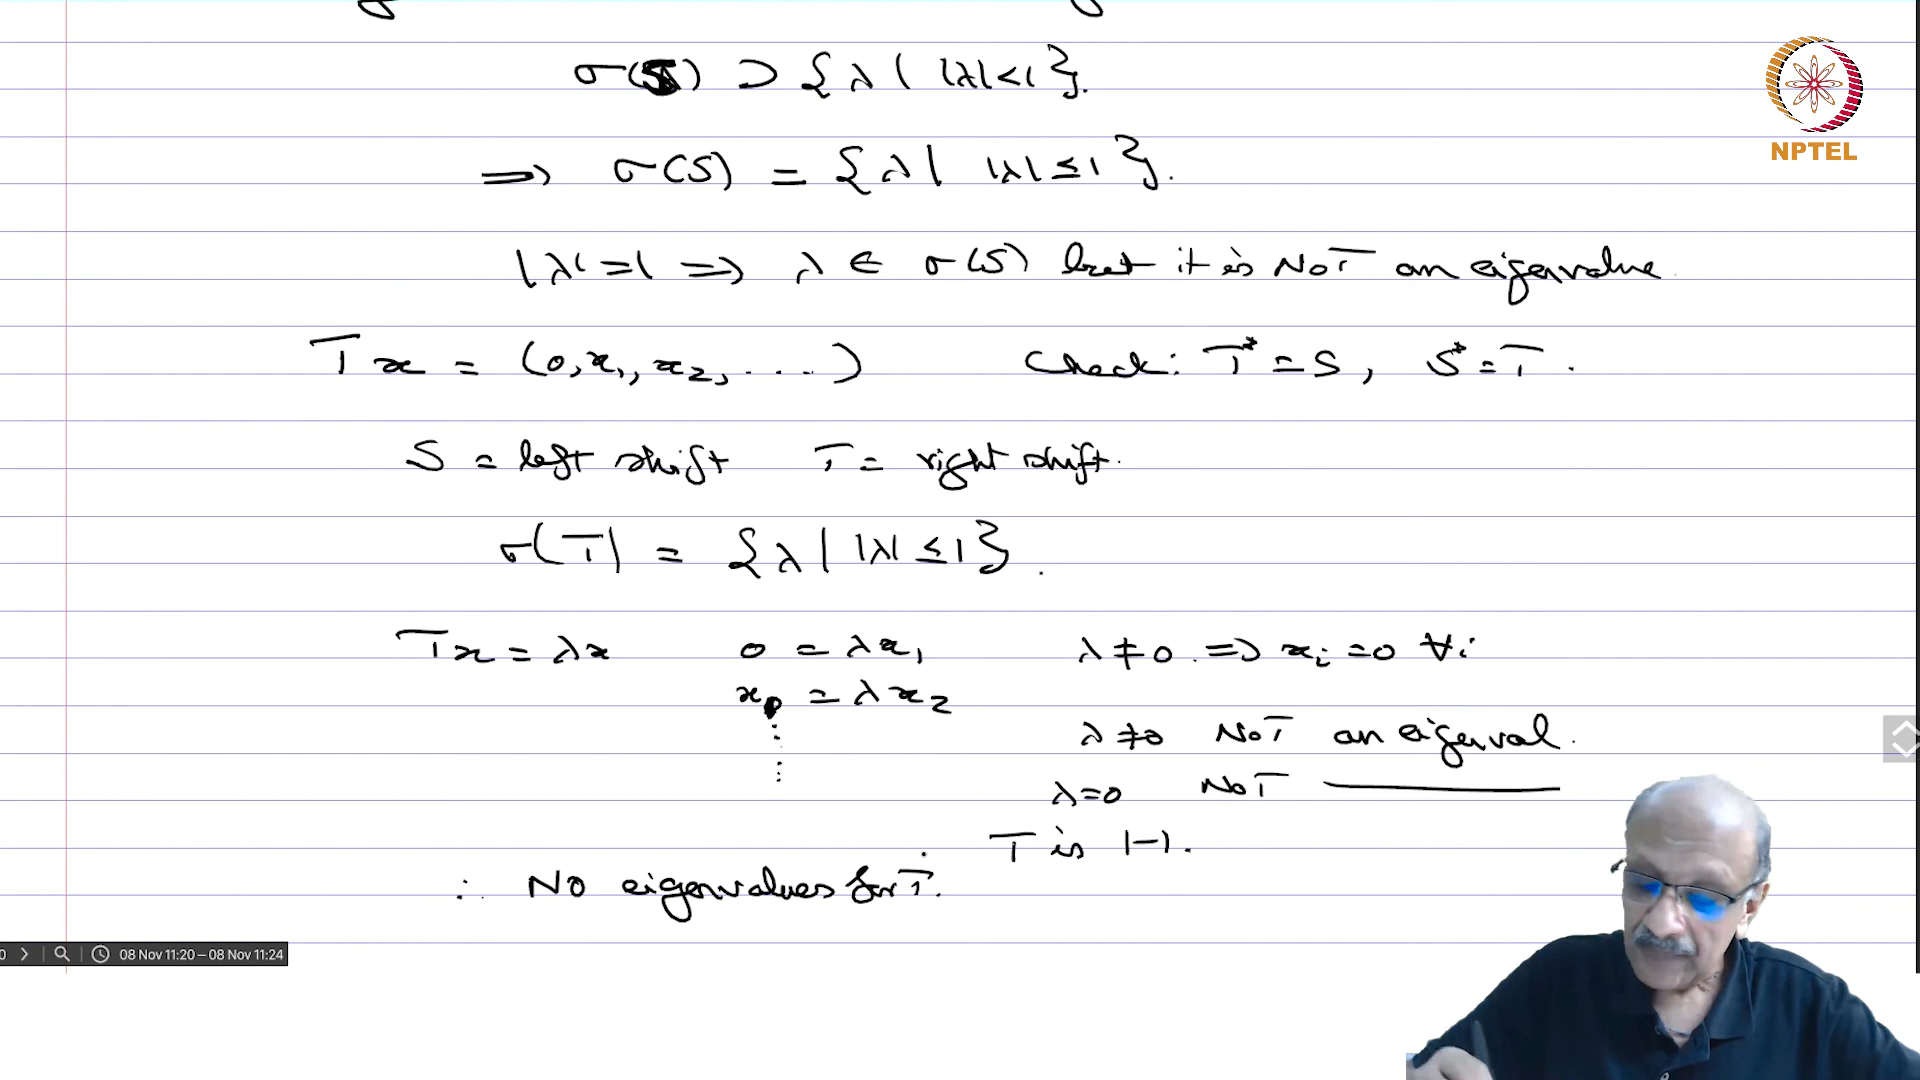 σ(S) ⊃ {λ | |λ|<1}.
NPTEL
⇒ σ(S) = {λ | |λ|≤1}.
|λ|=1 ⇒ λ ∈ σ(S) but it is NOT an eigenvalue.
Tx = (0, x₁, x₂, ....) Check: T* = S, S* = T.
S = left shift T = right shift.
σ(T) = {λ | |λ| ≤ 1}.
Tx = λx 0 = λx₁ λ≠0. ⇒ xᵢ = 0 ∀i
x₁ = λx₂
λ≠0 NOT an eigenval.
λ=0 NOT ———
T is 1-1.
∴ NO eigenvalues for T.
08 Nov 11:20 – 08 Nov 11:24